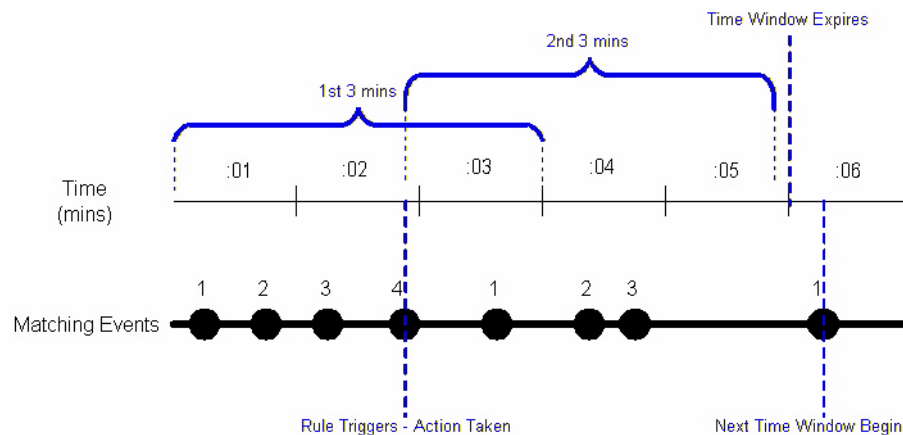 Time Window Expires
2nd 3 mins
1st 3 mins
:01 :02 :03 :04 :05 :06
Time
(mins)
1 2 3 4 1 2 3 1
Matching Events
Rule Triggers - Action Taken Next Time Window Begin